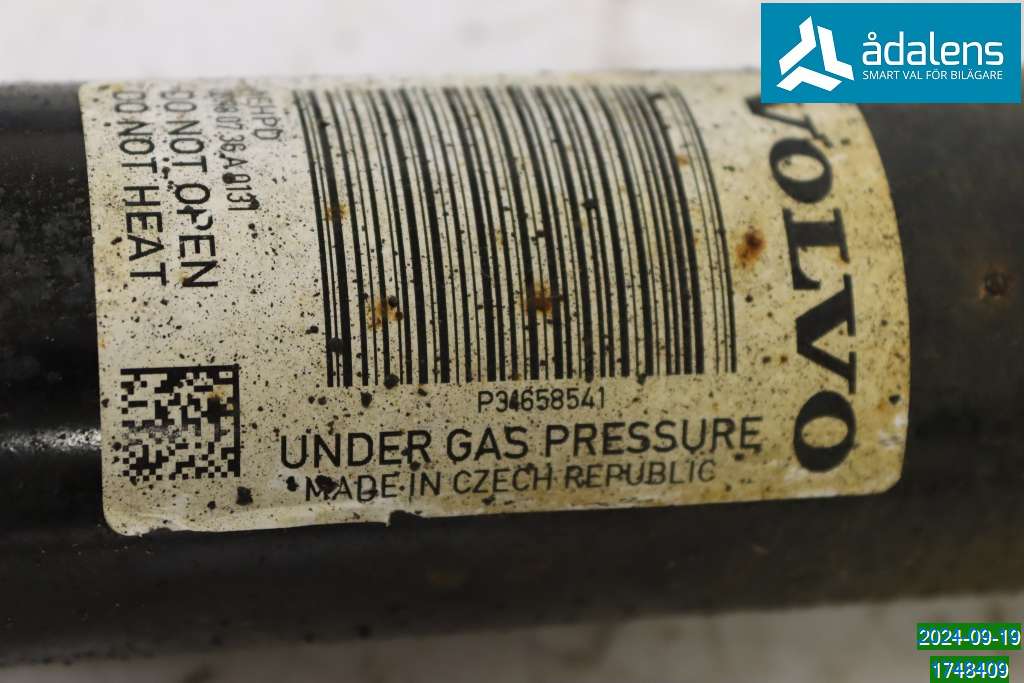 ådalens
SMART VAL FÖR BILÄGARE
VOLVO
DO NOT OPEN
DO NOT HEAT
P31658541
UNDER GAS PRESSURE
MADE IN CZECH REPUBLIC
2024-09-19
1748409